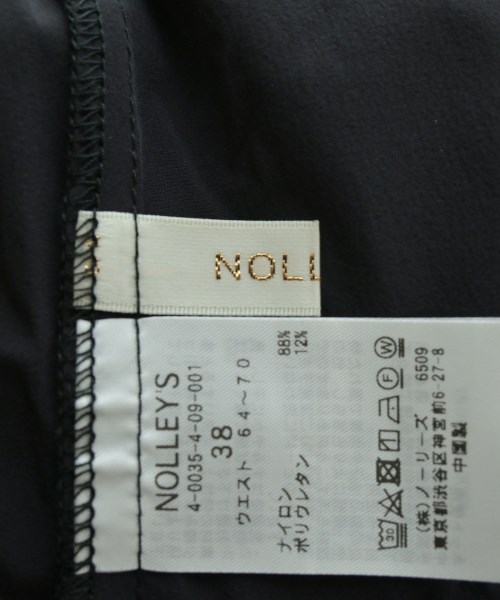 NOLL
NOLLEY'S
4-0035-4-09-001
38
ウエスト 64~70
ナイロン 88%
ポリウレタン 12%
30 F W
(株)ノーリーズ 6509
東京都渋谷区神宮前6-27-8
中国製